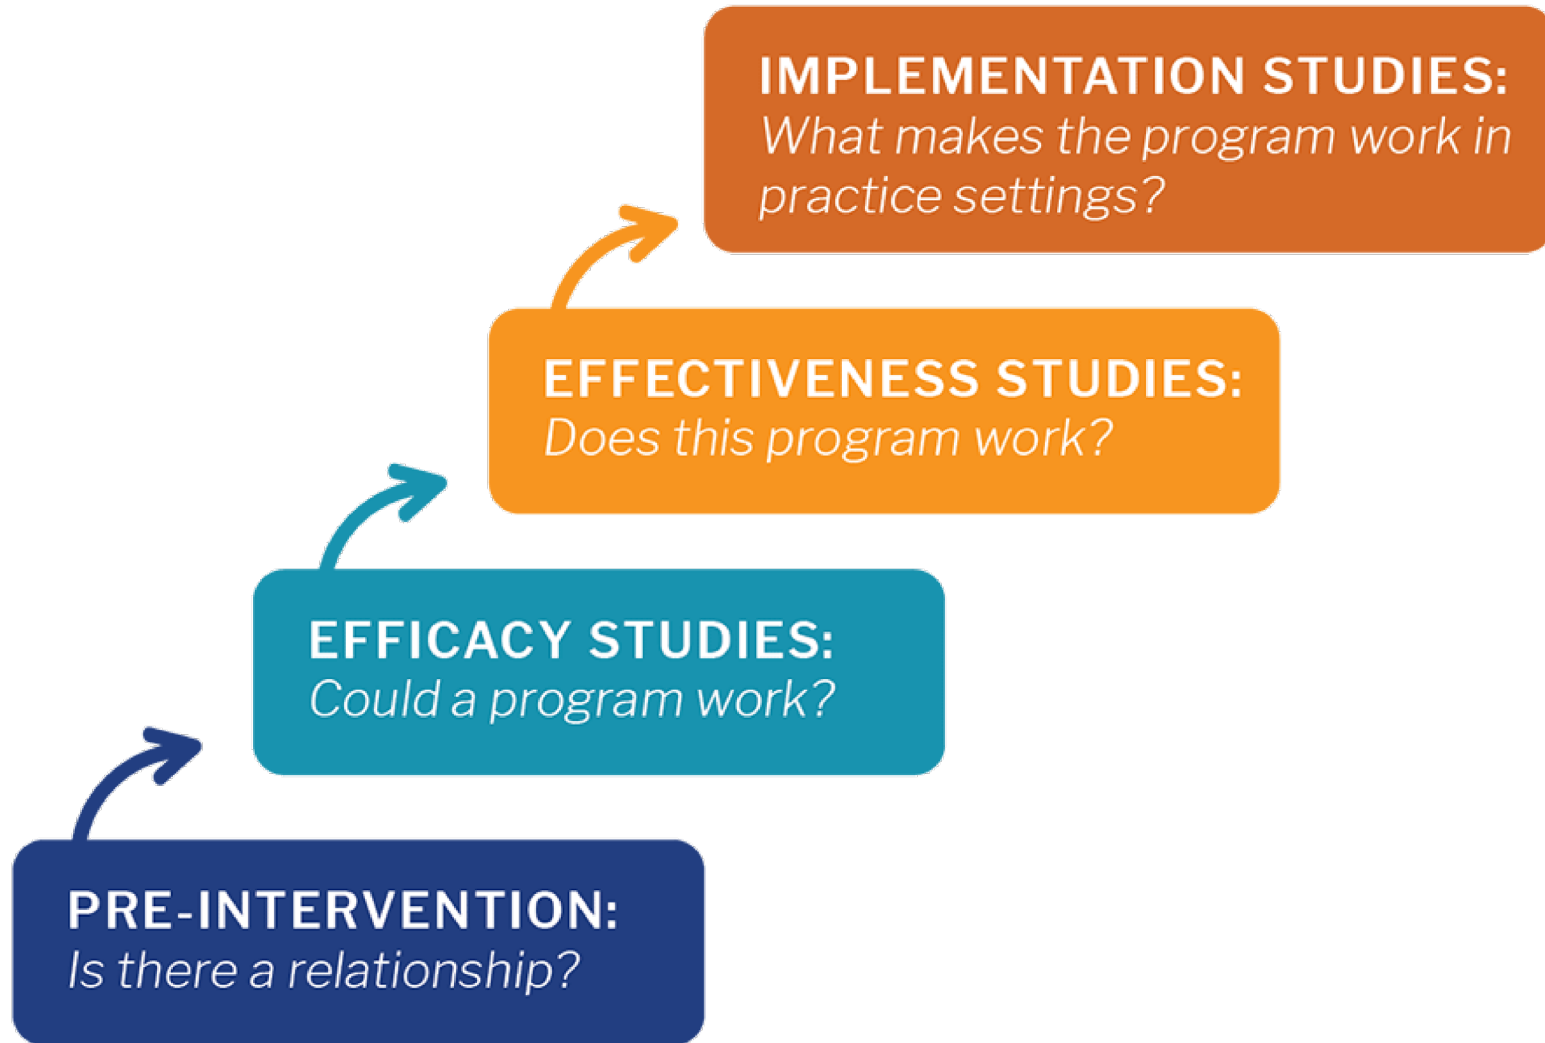 IMPLEMENTATION STUDIES:
What makes the program work in
practice settings?
EFFECTIVENESS STUDIES:
Does this program work?
EFFICACY STUDIES:
Could a program work?
PRE-INTERVENTION:
Is there a relationship?